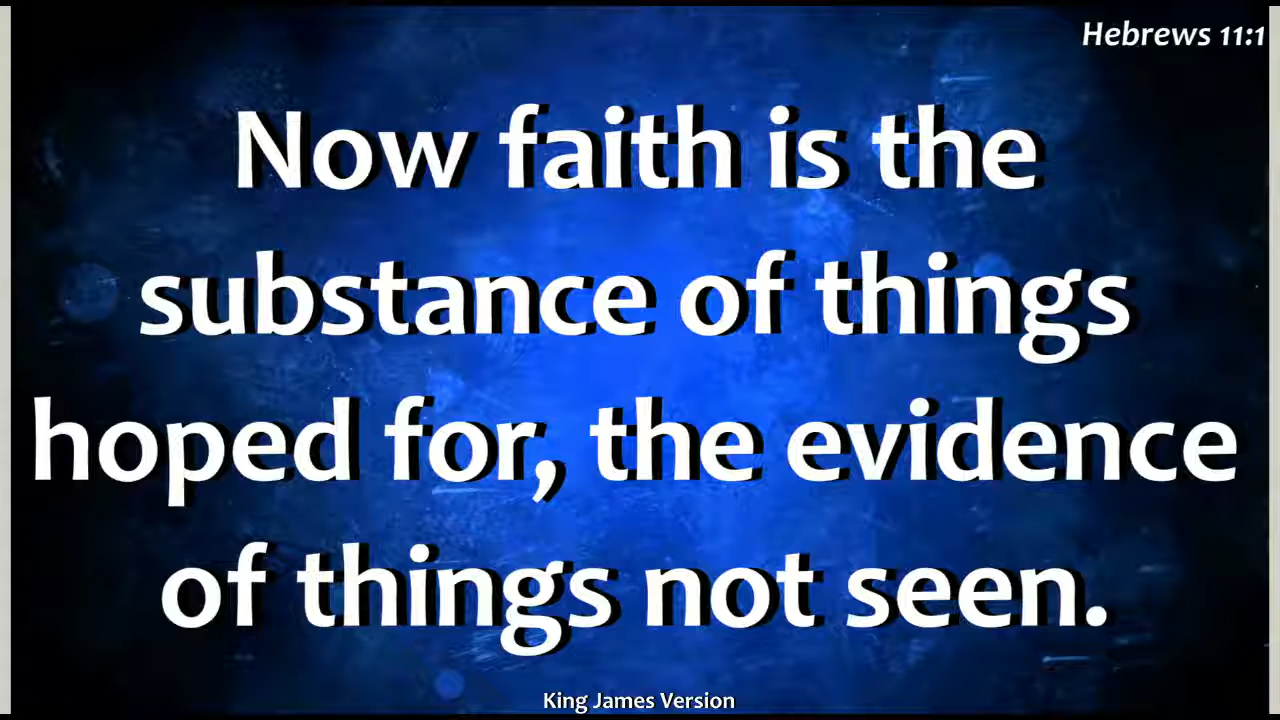 Hebrews 11:1
Now faith is the
substance of things
hoped for, the evidence
of things not seen.
King James Version